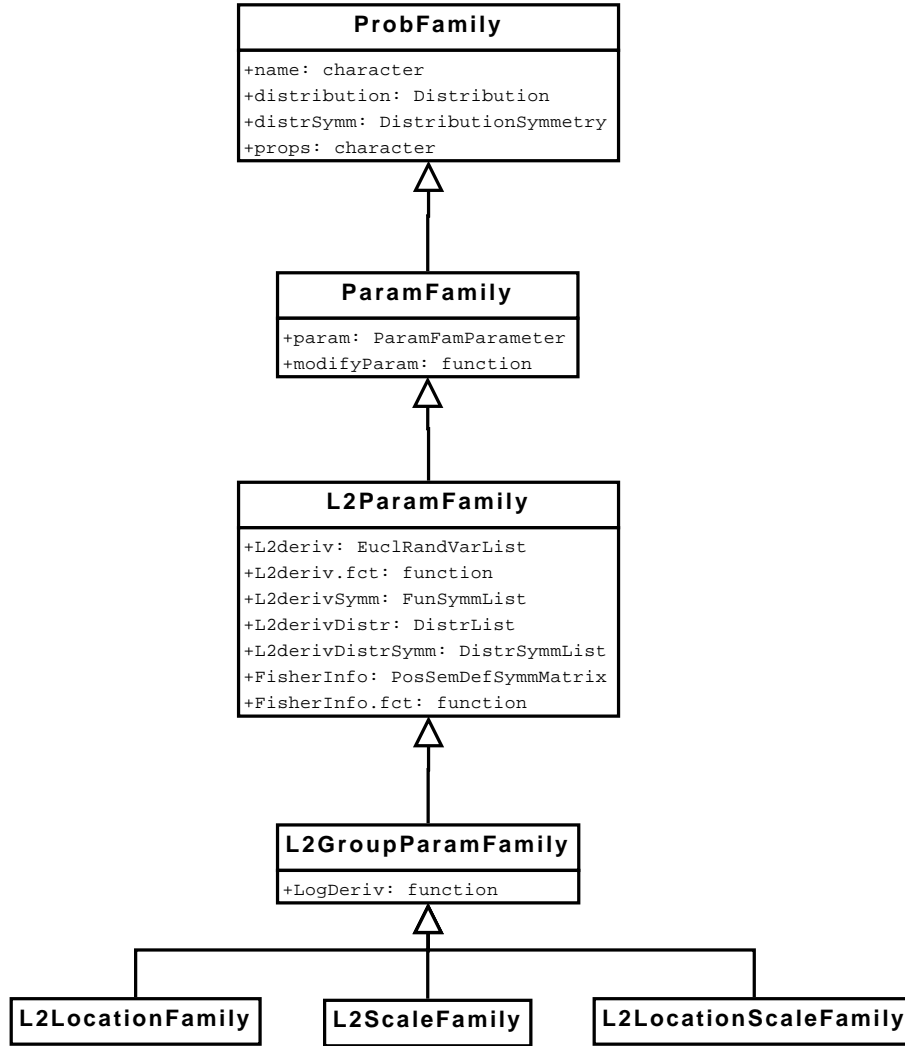 ProbFamily
+name: character
+distribution: Distribution
+distrSymm: DistributionSymmetry
+props: character
ParamFamily
+param: ParamFamParameter
+modifyParam: function
L2ParamFamily
+L2deriv: EuclRandVarList
+L2deriv.fct: function
+L2derivSymm: FunSymmList
+L2derivDistr: DistrList
+L2derivDistrSymm: DistrSymmList
+FisherInfo: PosSemDefSymmMatrix
+FisherInfo.fct: function
L2GroupParamFamily
+LogDeriv: function
L2LocationFamily
L2ScaleFamily
L2LocationScaleFamily